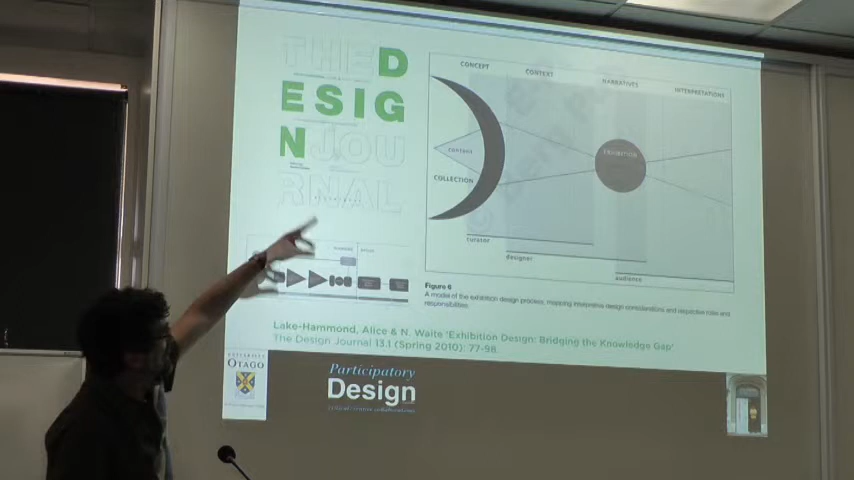 THE D
ESIG
N JOU
RNAL
CONCEPT
CONTEXT
NARRATIVES
INTERPRETATIONS
CONTENT
COLLECTION
EXHIBITION
curator
designer
audience
Figure 6
A model of the exhibition design process, mapping interpretive design considerations and respective roles and
responsibilities.
Lake-Hammond, Alice & N. Waite 'Exhibition Design: Bridging the Knowledge Gap'
The Design Journal 13.1 (Spring 2010): 77-98.
UNIVERSITY
OTAGO
Participatory
Design